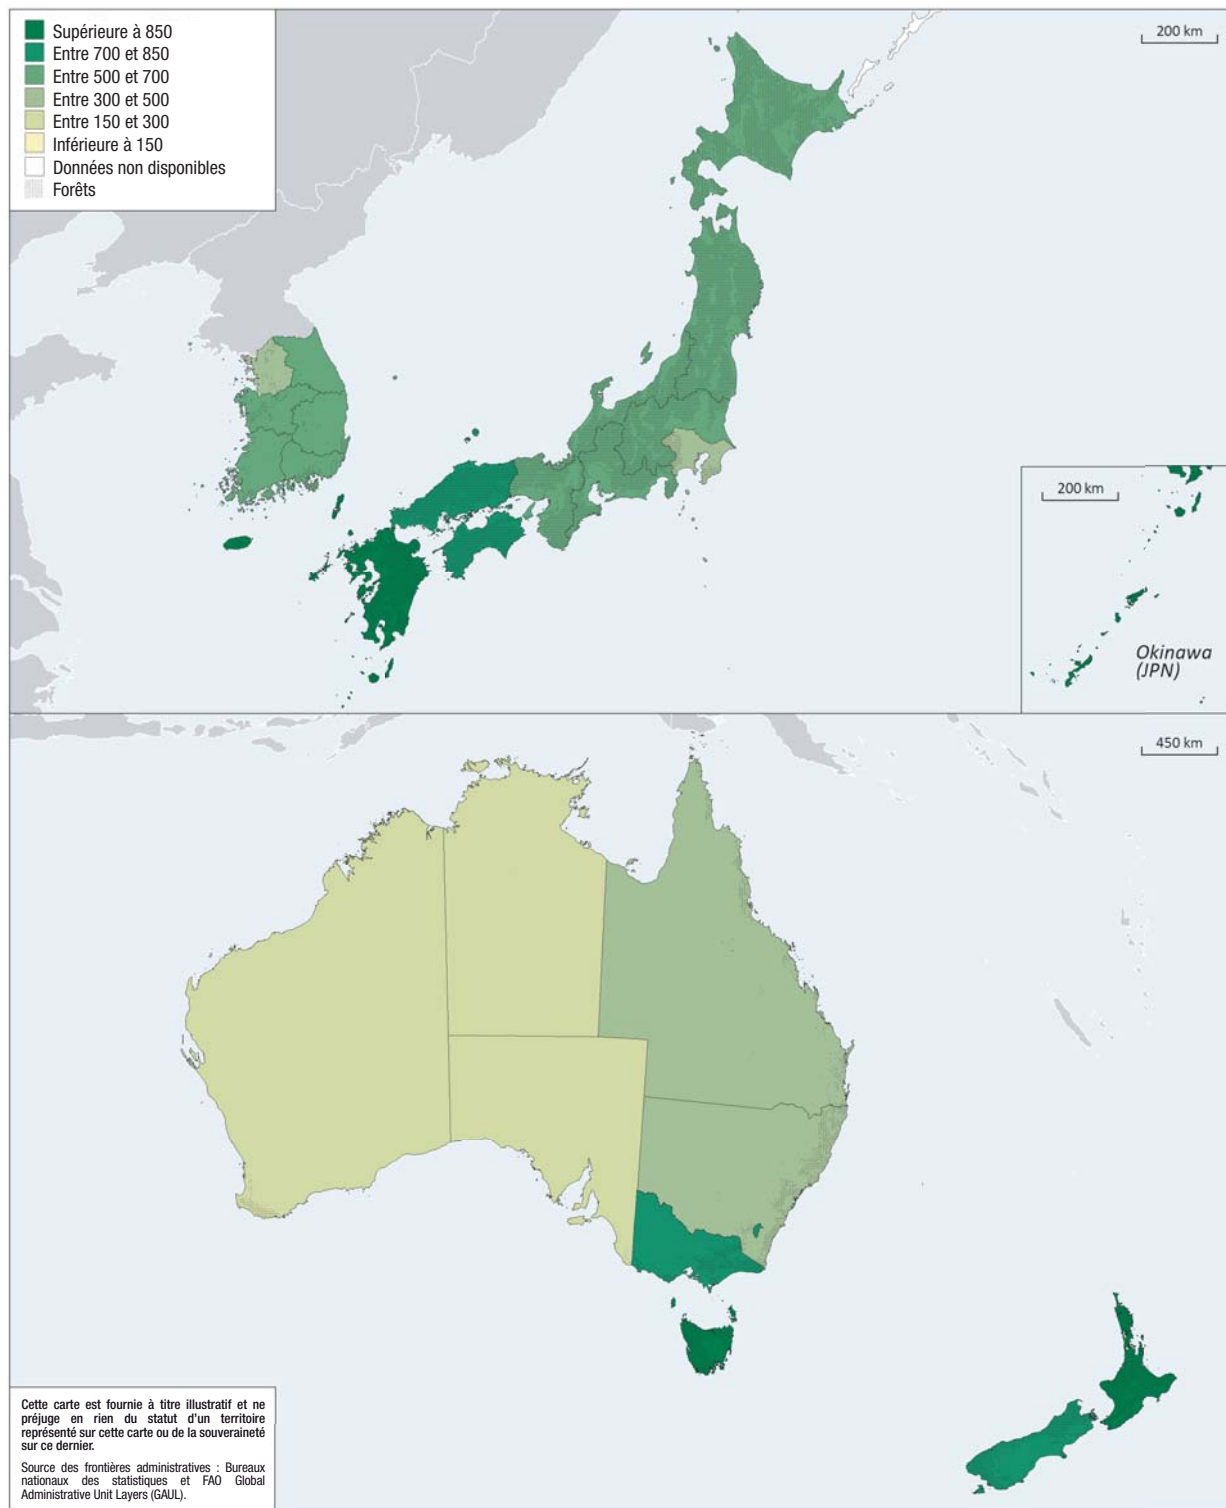 Supérieure à 850
Entre 700 et 850
Entre 500 et 700
Entre 300 et 500
Entre 150 et 300
Inférieure à 150
Données non disponibles
Forêts
200 km
200 km
Okinawa
(JPN)
450 km
Cette carte est fournie à titre illustratif et ne
préjuge en rien du statut d'un territoire
représenté sur cette carte ou de la souveraineté
sur ce dernier.
Source des frontières administratives : Bureaux
nationaux des statistiques et FAO Global
Administrative Unit Layers (GAUL).